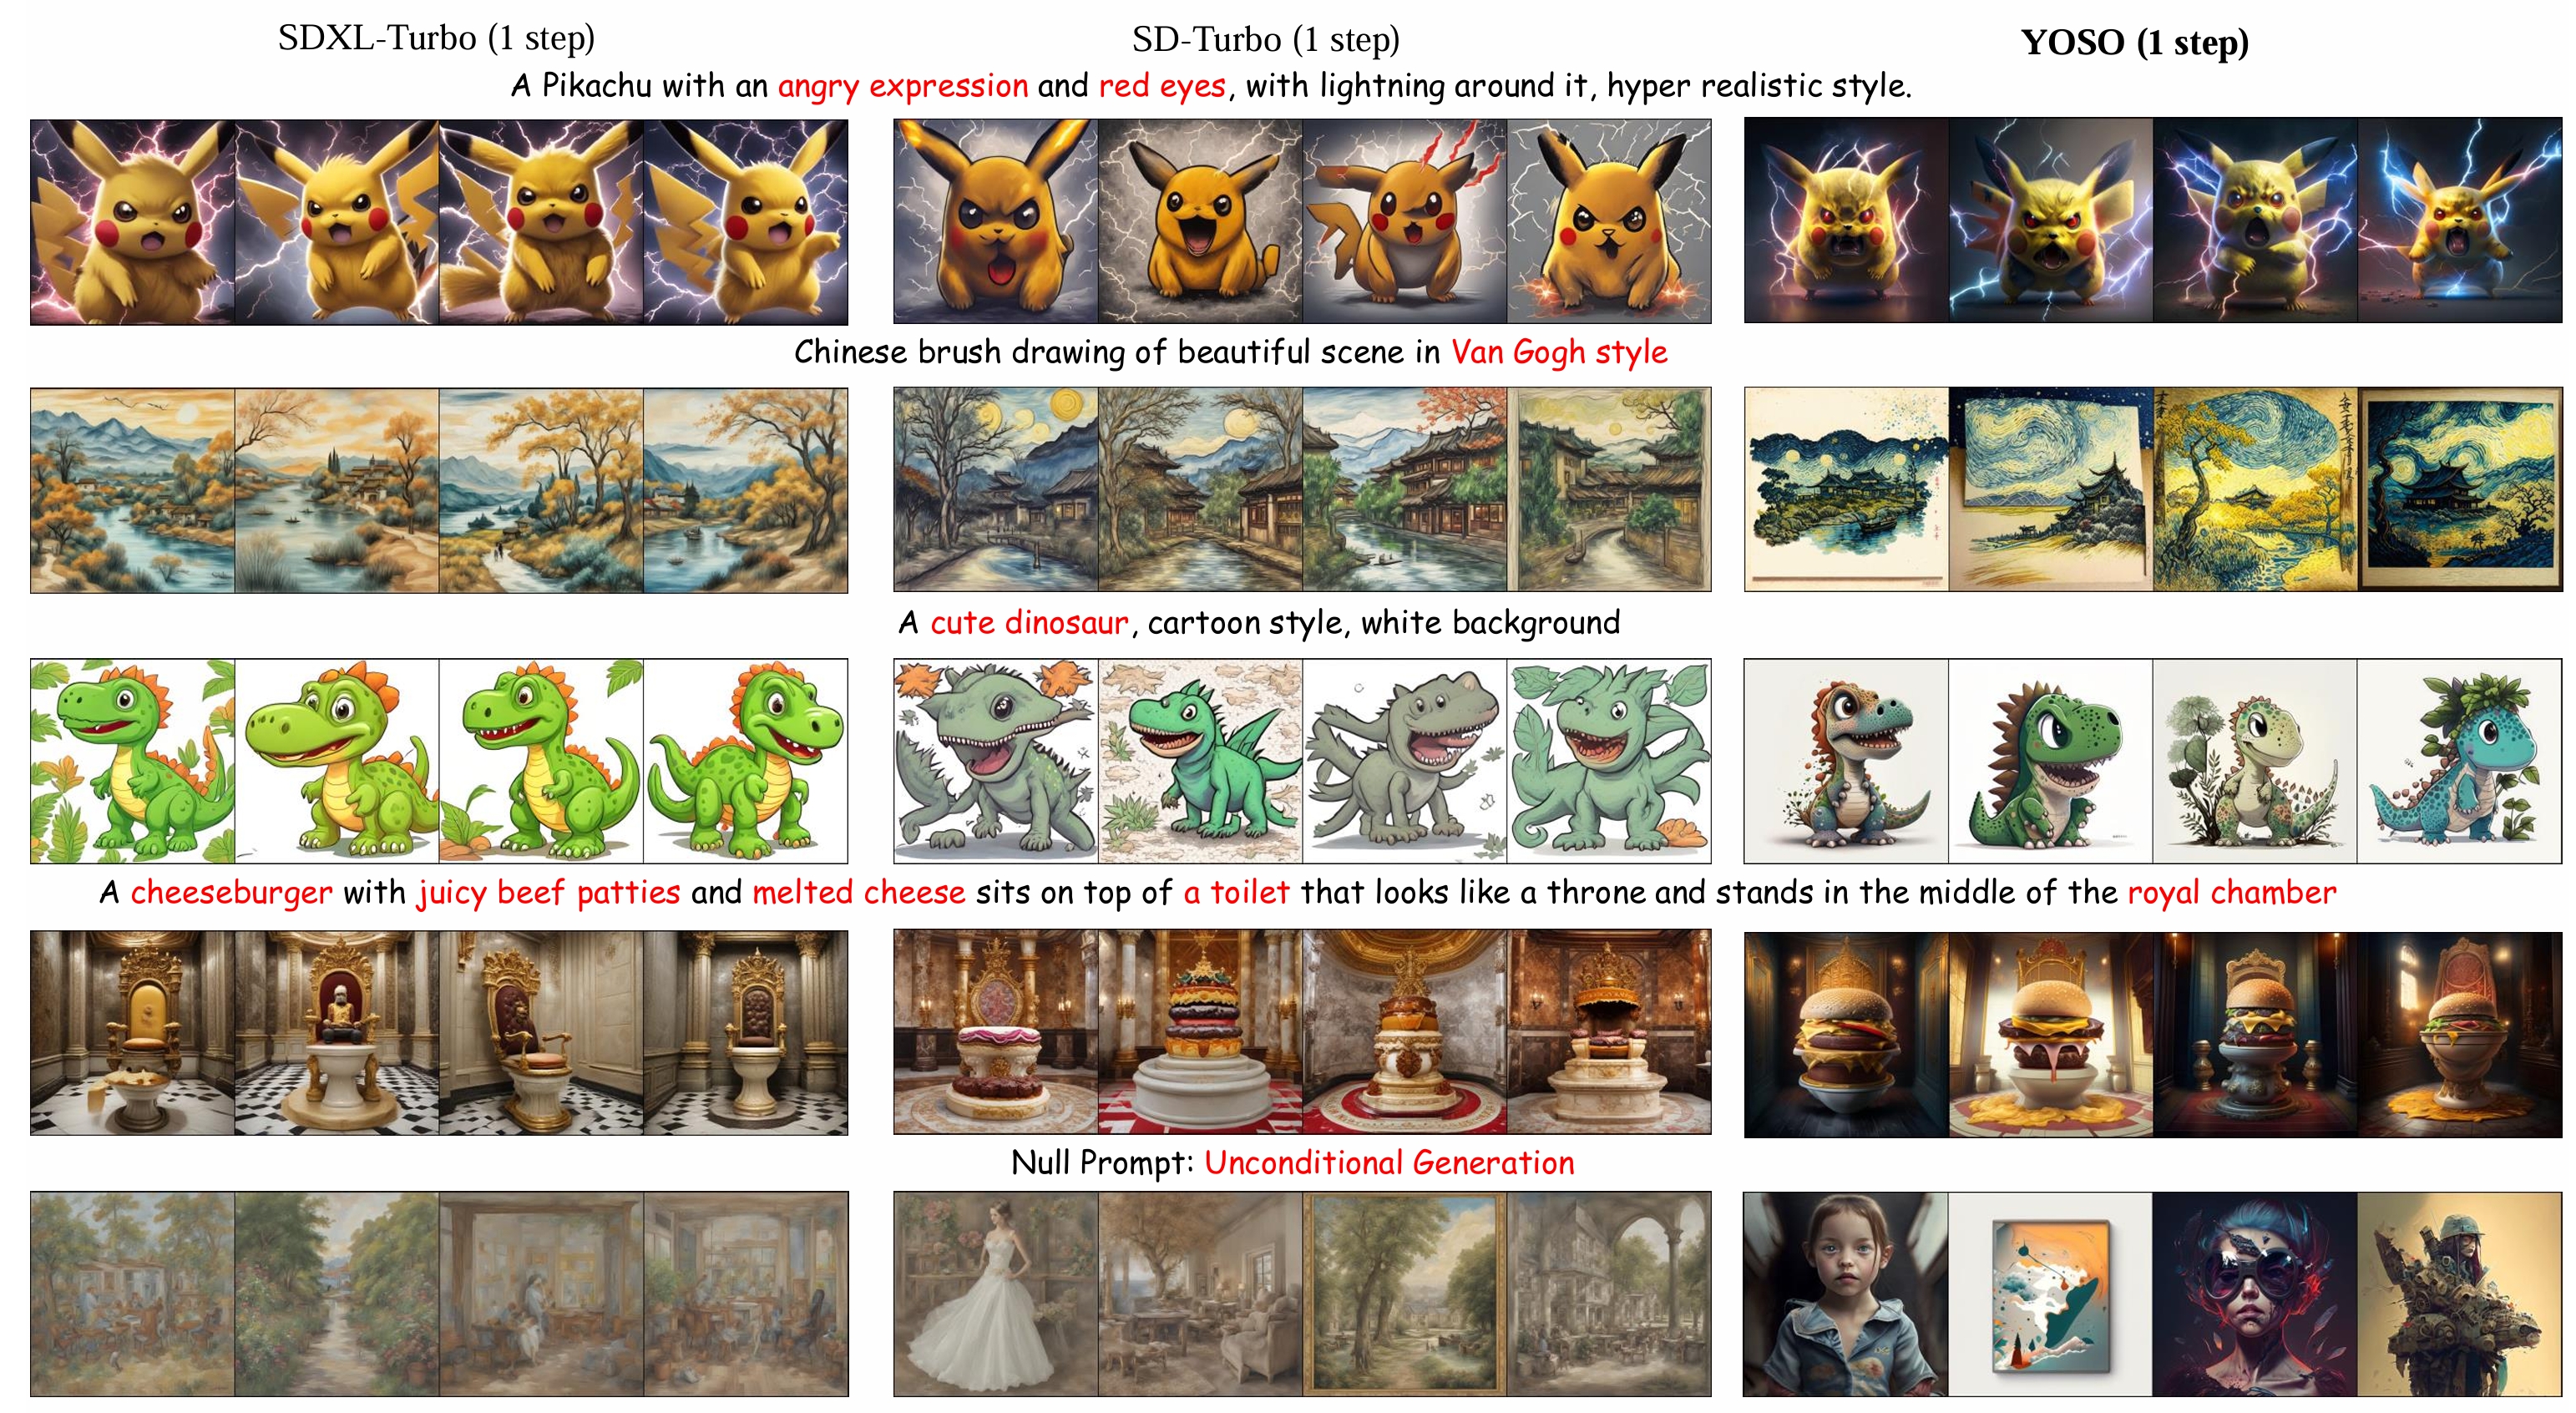 SDXL-Turbo (1 step)
SD-Turbo (1 step)
YOSO (1 step)
A Pikachu with an angry expression and red eyes, with lightning around it, hyper realistic style.
Chinese brush drawing of beautiful scene in Van Gogh style
A cute dinosaur, cartoon style, white background
A cheeseburger with juicy beef patties and melted cheese sits on top of a toilet that looks like a throne and stands in the middle of the royal chamber
Null Prompt: Unconditional Generation